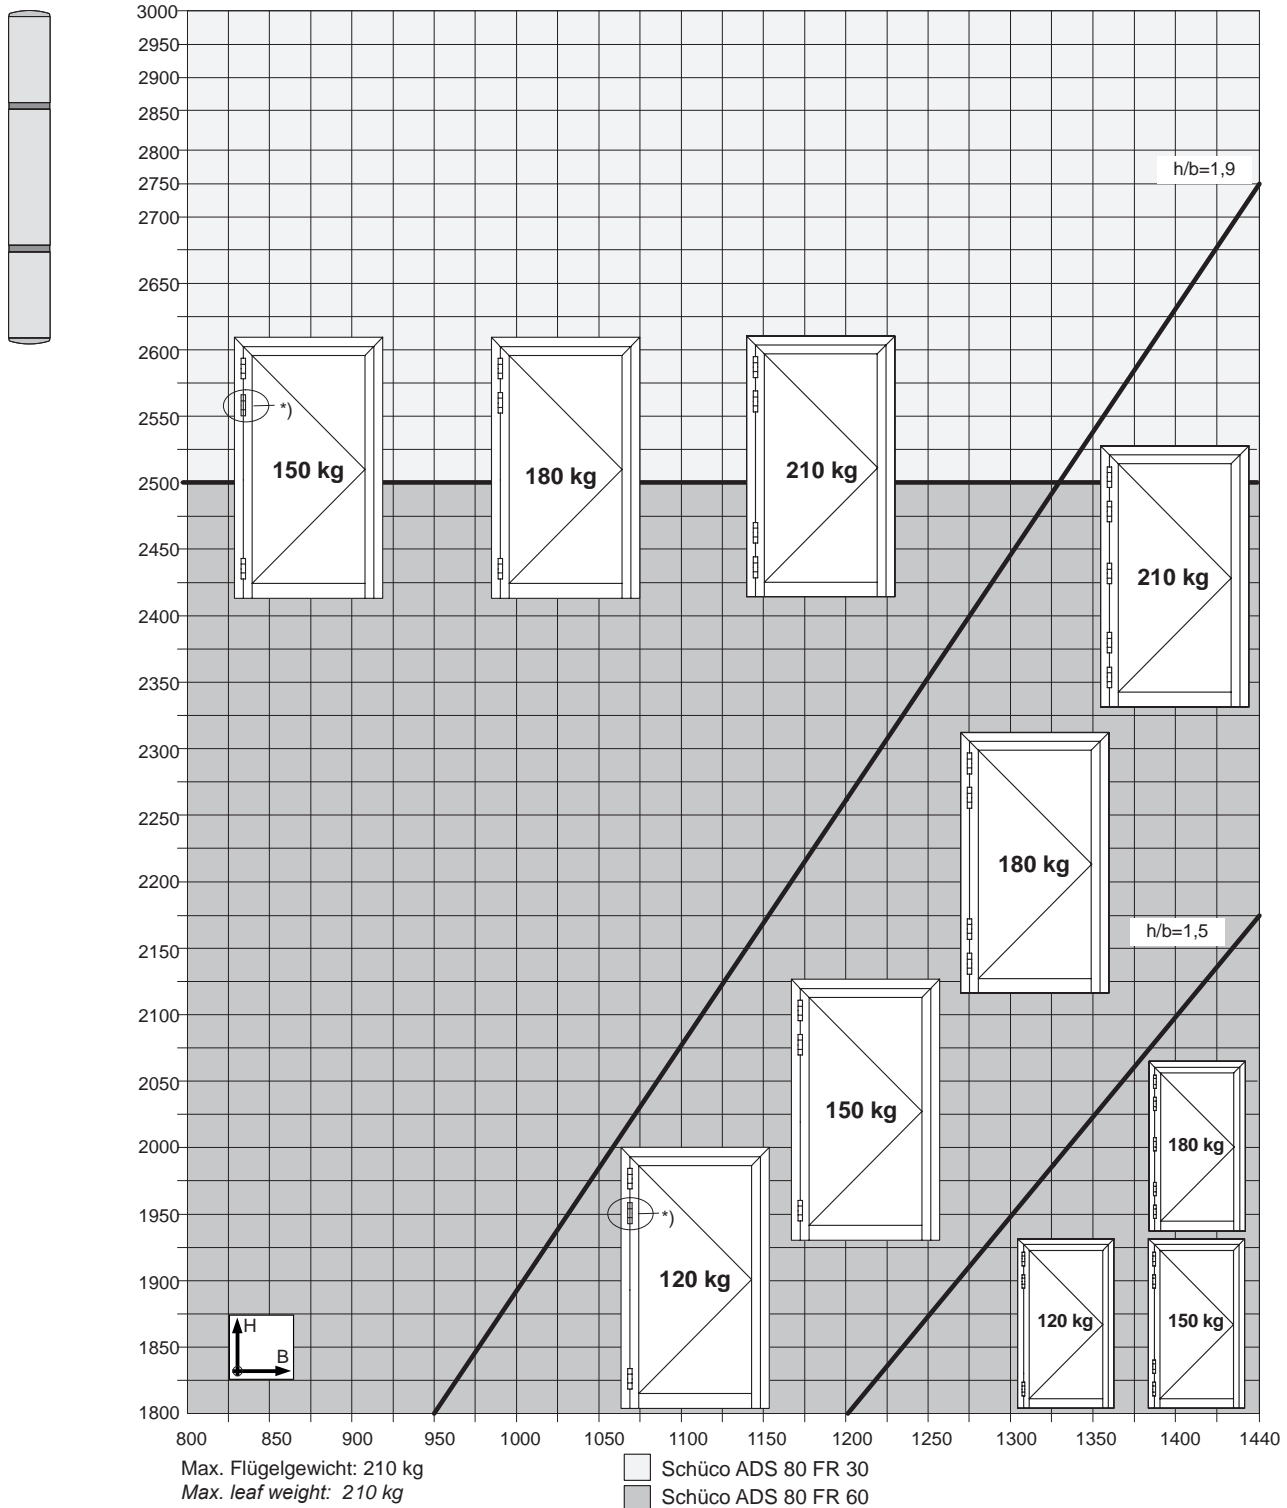 3000
2950
2900
2850
2800
h/b=1,9
2750
2700
2650
2600
2550
*)
150 kg
180 kg
210 kg
2500
2450
210 kg
2400
2350
2300
2250
180 kg
2200
h/b=1,5
2150
2100
2050
150 kg
180 kg
2000
1950
*)
120 kg
1900
120 kg
150 kg
H
B
1850
1800
800 850 900 950 1000 1050 1100 1150 1200 1250 1300 1350 1400 1440
Max. Flügelgewicht: 210 kg
Max. leaf weight: 210 kg
Schüco ADS 80 FR 30
Schüco ADS 80 FR 60